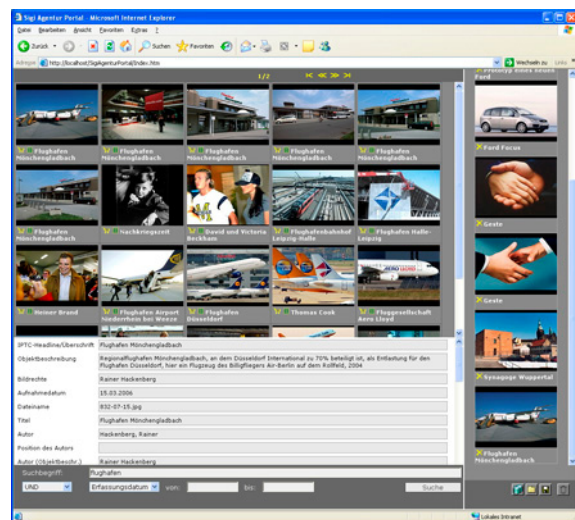 Sigi Agentur Portal - Microsoft Internet Explorer
Datei Bearbeiten Ansicht Favoriten Extras ?
Zurück Suchen Favoriten
Adresse http://localhost/SigiAgenturPortal/Index.htm Wechseln zu Links
1/2
Prototyp eines neuen
Ford
Flughafen
Mönchengladbach
Flughafen
Mönchengladbach
Flughafen
Mönchengladbach
Flughafen
Mönchengladbach
Flughafen
Mönchengladbach
Ford Focus
Flughafen
Mönchengladbach
Nachkriegszeit
David und Victoria
Beckham
Flughafenbahnhof
Leipzig-Halle
Flughafen Halle-
Leipzig
Geste
Heiner Brand
Flughafen Airport
Niederrhein bei Weeze
Flughafen
Düsseldorf
Thomas Cook
Fluggesellschaft
Aero Lloyd
Geste
IPTC-Headline/Überschrift Flughafen Mönchengladbach
Objektbeschreibung Regionalflughafen Mönchengladbach, an dem Düsseldorf International zu 70% beteiligt ist, als Entlastung für den
Flughafen Düsseldorf, hier ein Flugzeug des Billigfliegers Air-Berlin auf dem Rollfeld, 2004
Bildrechte Rainer Hackenberg
Aufnahmedatum 15.03.2006
Dateiname 832-07-15.jpg
Titel Flughafen Mönchengladbach
Autor Hackenberg, Rainer
Position des Autors
Autor (Objektbeschr.) Rainer Hackenberg
Synagoge Wuppertal
Flughafen
Mönchengladbach
Suchbegriff: flughafen
UND Erfassungsdatum von: bis: Suche
Lokales Intranet